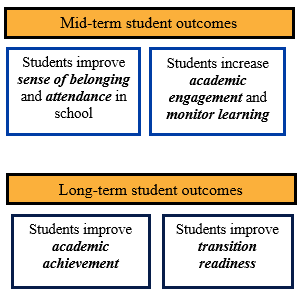 Mid-term student outcomes
Students improve
sense of belonging
and attendance in
school
Students increase
academic
engagement and
monitor learning
Long-term student outcomes
Students improve
academic
achievement
Students improve
transition
readiness